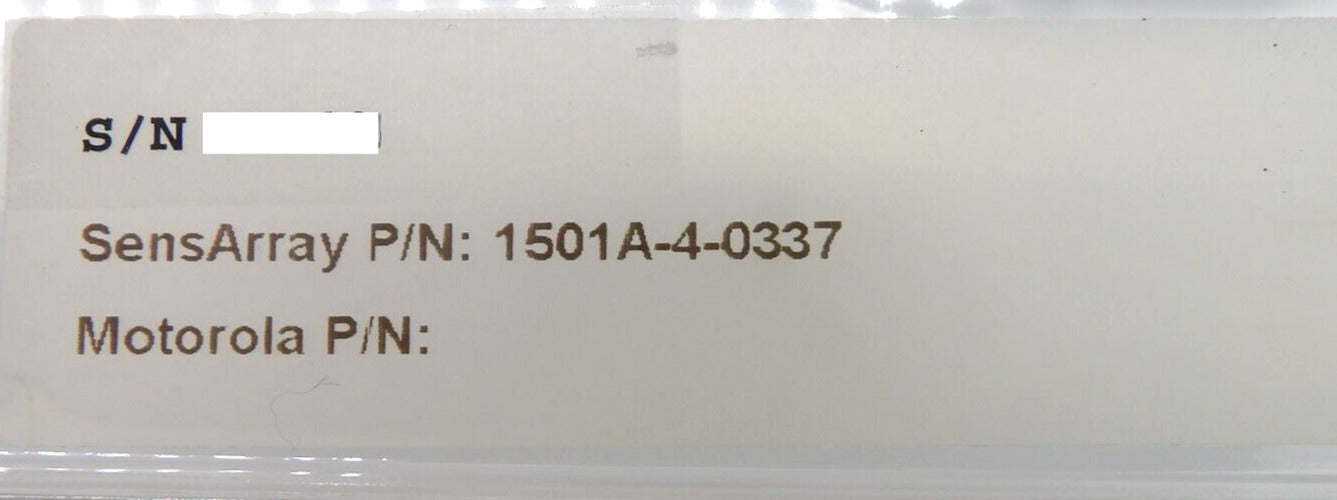 S/N
SensArray P/N: 1501A-4-0337
Motorola P/N: